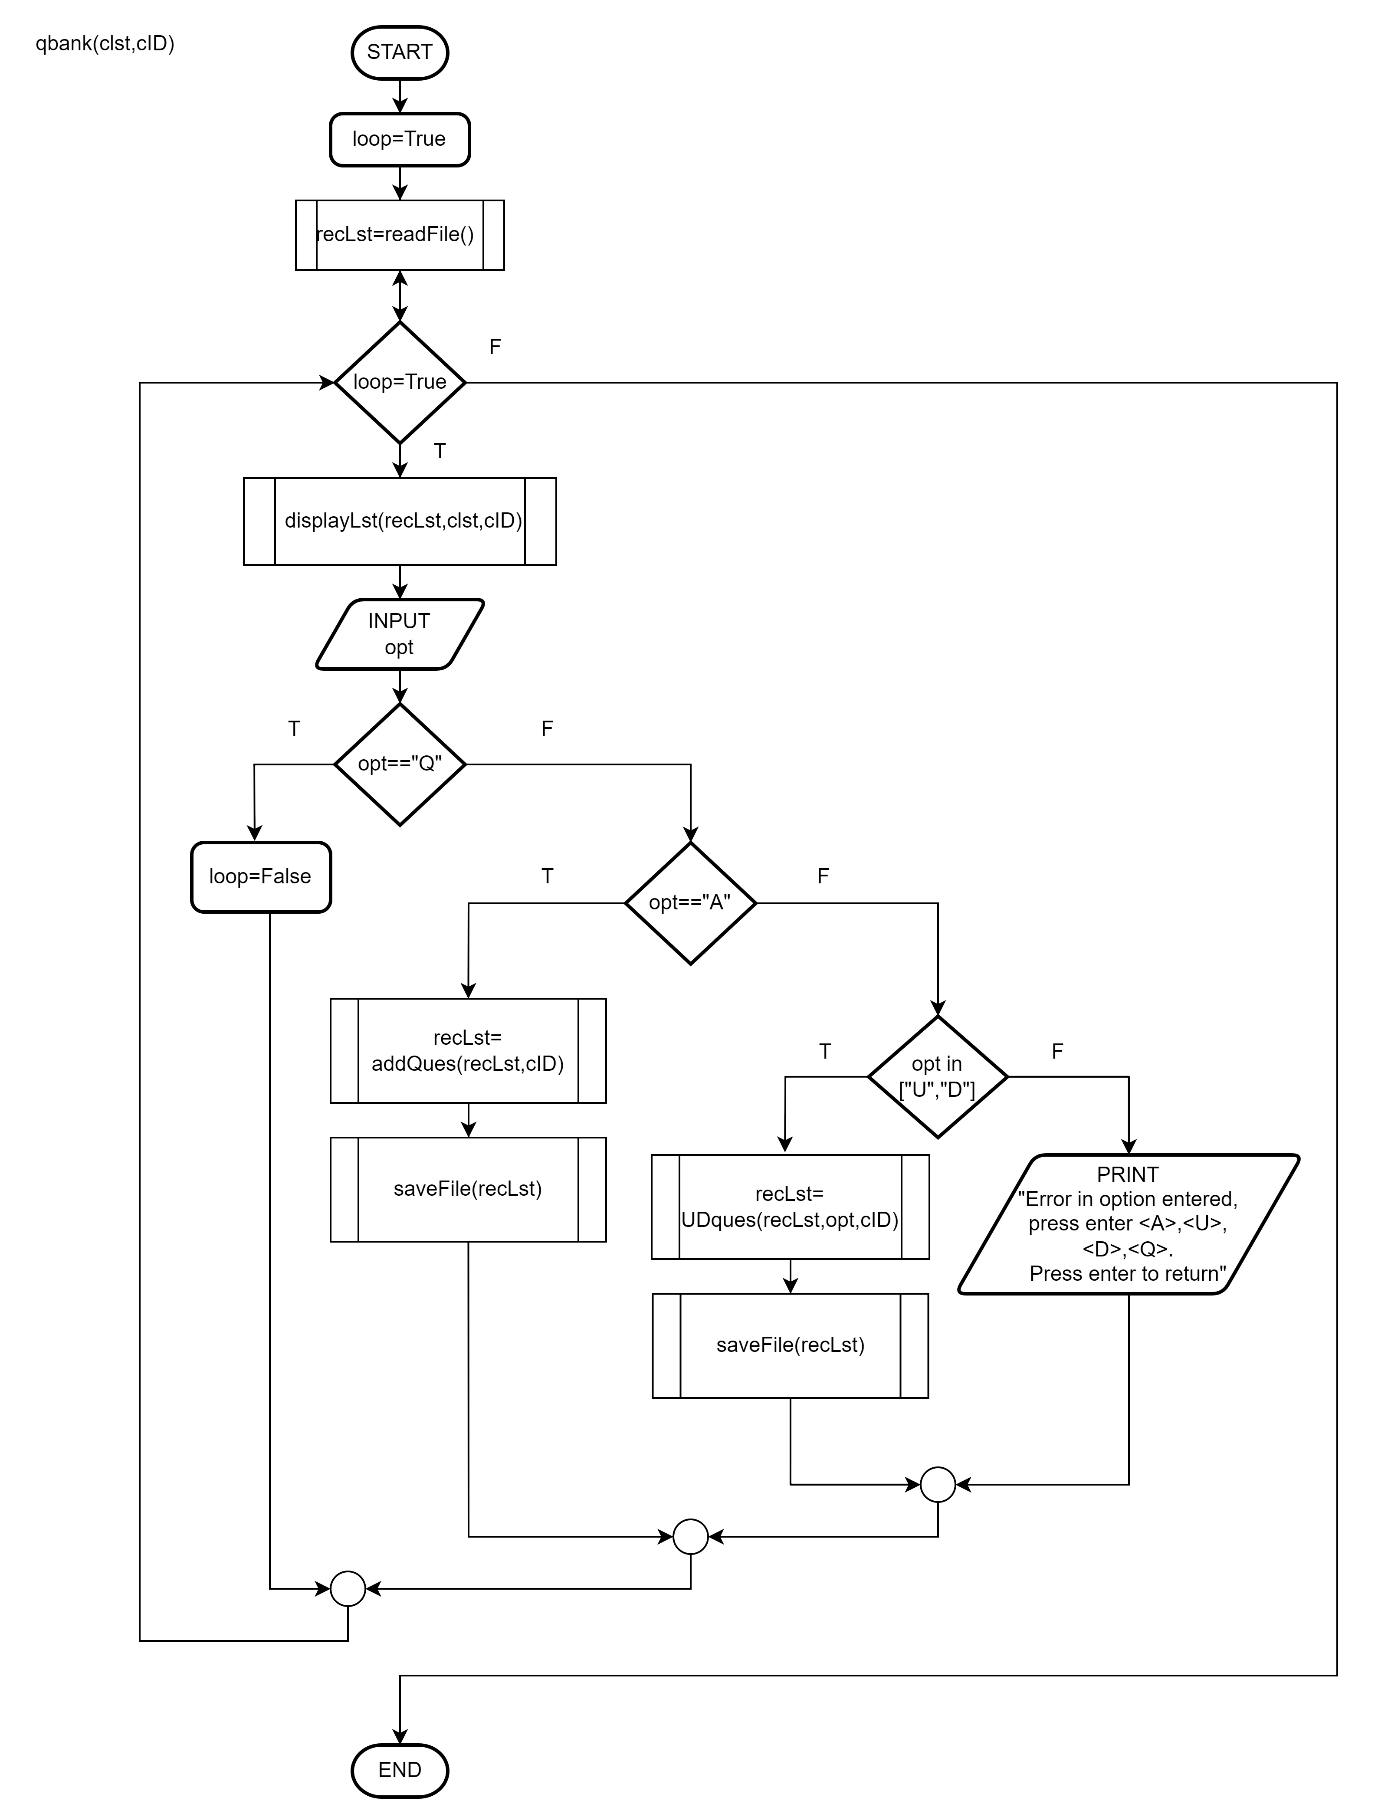 qbank(clst,cID)
START
loop=True
recLst=readFile()
F
loop=True
T
displayLst(recLst,clst,cID)
INPUT
opt
T
F
opt=="Q"
loop=False
T
F
opt=="A"
recLst=
addQues(recLst,cID)
T
F
opt in
["U","D"]
saveFile(recLst)
recLst=
UDques(recLst,opt,cID)
PRINT
"Error in option entered,
press enter <A>,<U>,
<D>,<Q>.
Press enter to return"
saveFile(recLst)
END